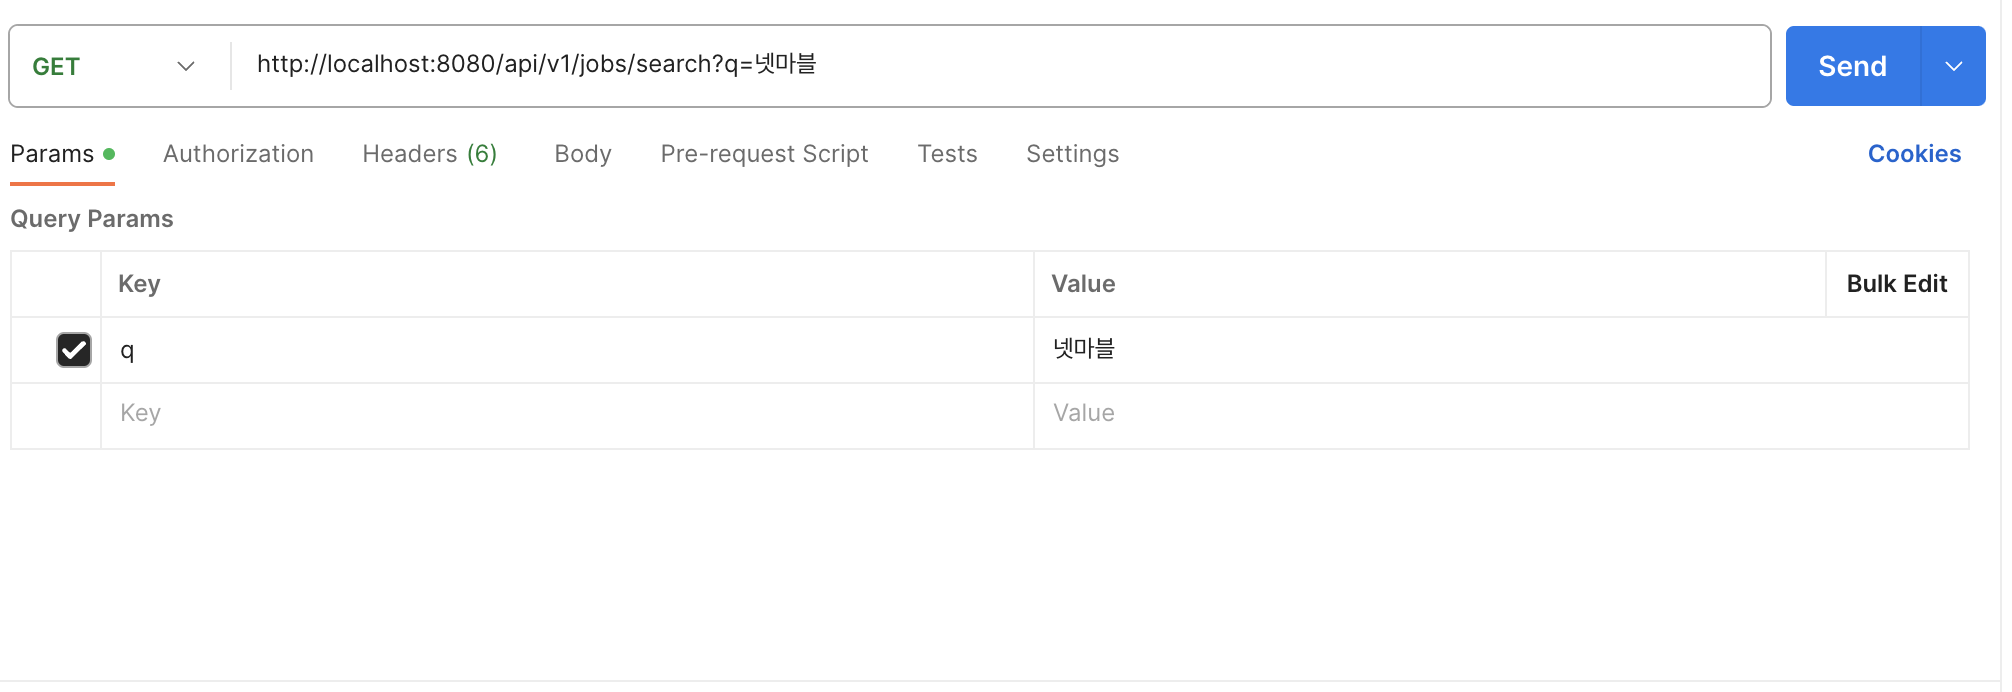 GET http://localhost:8080/api/v1/jobs/search?q=넷마블 Send
Params Authorization Headers (6) Body Pre-request Script Tests Settings Cookies
Query Params
Key Value Bulk Edit
q 넷마블
Key Value